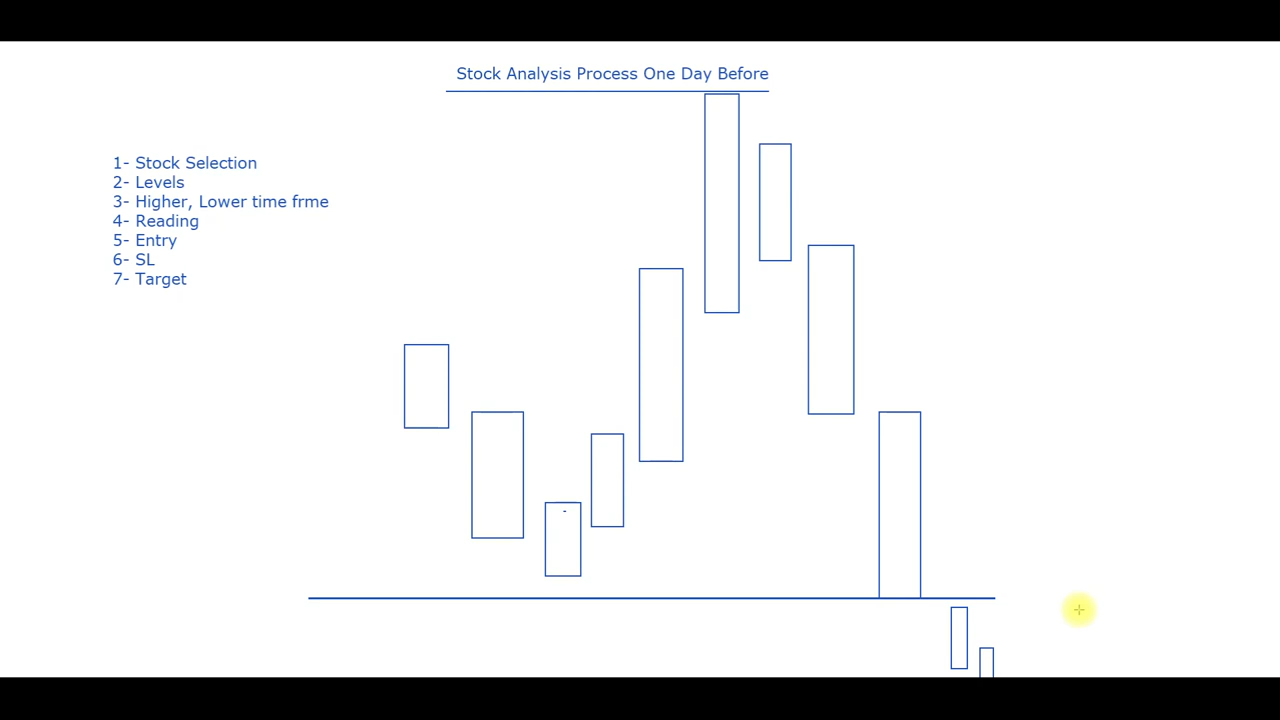 Stock Analysis Process One Day Before
1- Stock Selection
2- Levels
3- Higher, Lower time frme
4- Reading
5- Entry
6- SL
7- Target